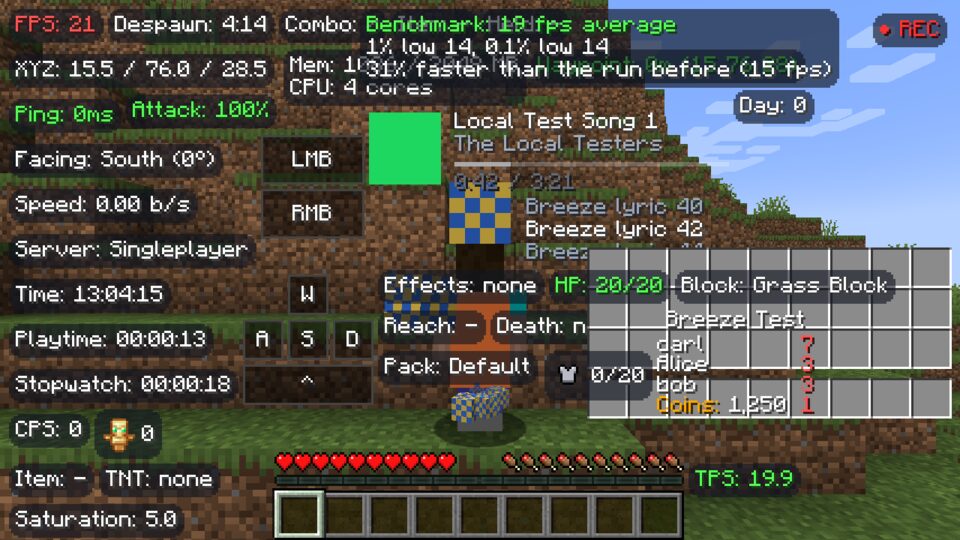 FPS: 21 Despawn: 4:14 Combo:
Benchmark: 19 fps average
1% low 14, 0.1% low 14
31% faster than the run before (15 fps)
REC
XYZ: 15.5 / 76.0 / 28.5
Mem:
CPU: 4 cores
Day: 0
Ping: 0ms
Attack: 100%
Local Test Song 1
The Local Testers
0:42 / 3:21
Facing: South (0°)
LMB
Speed: 0.00 b/s
RMB
Breeze lyric 40
Breeze lyric 42
Breeze lyric
Server: Singleplayer
Effects: none
HP: 20/20
Block: Grass Block
Time: 13:04:15
W
Reach: -
Death:
Breeze Test
Playtime: 00:00:13
A S D
darl 7
Alice 3
bob 3
Coins: 1,250 1
Pack: Default
0/20
Stopwatch: 00:00:18
^
CPS: 0
0
Item: -
TNT: none
TPS: 19.9
Saturation: 5.0